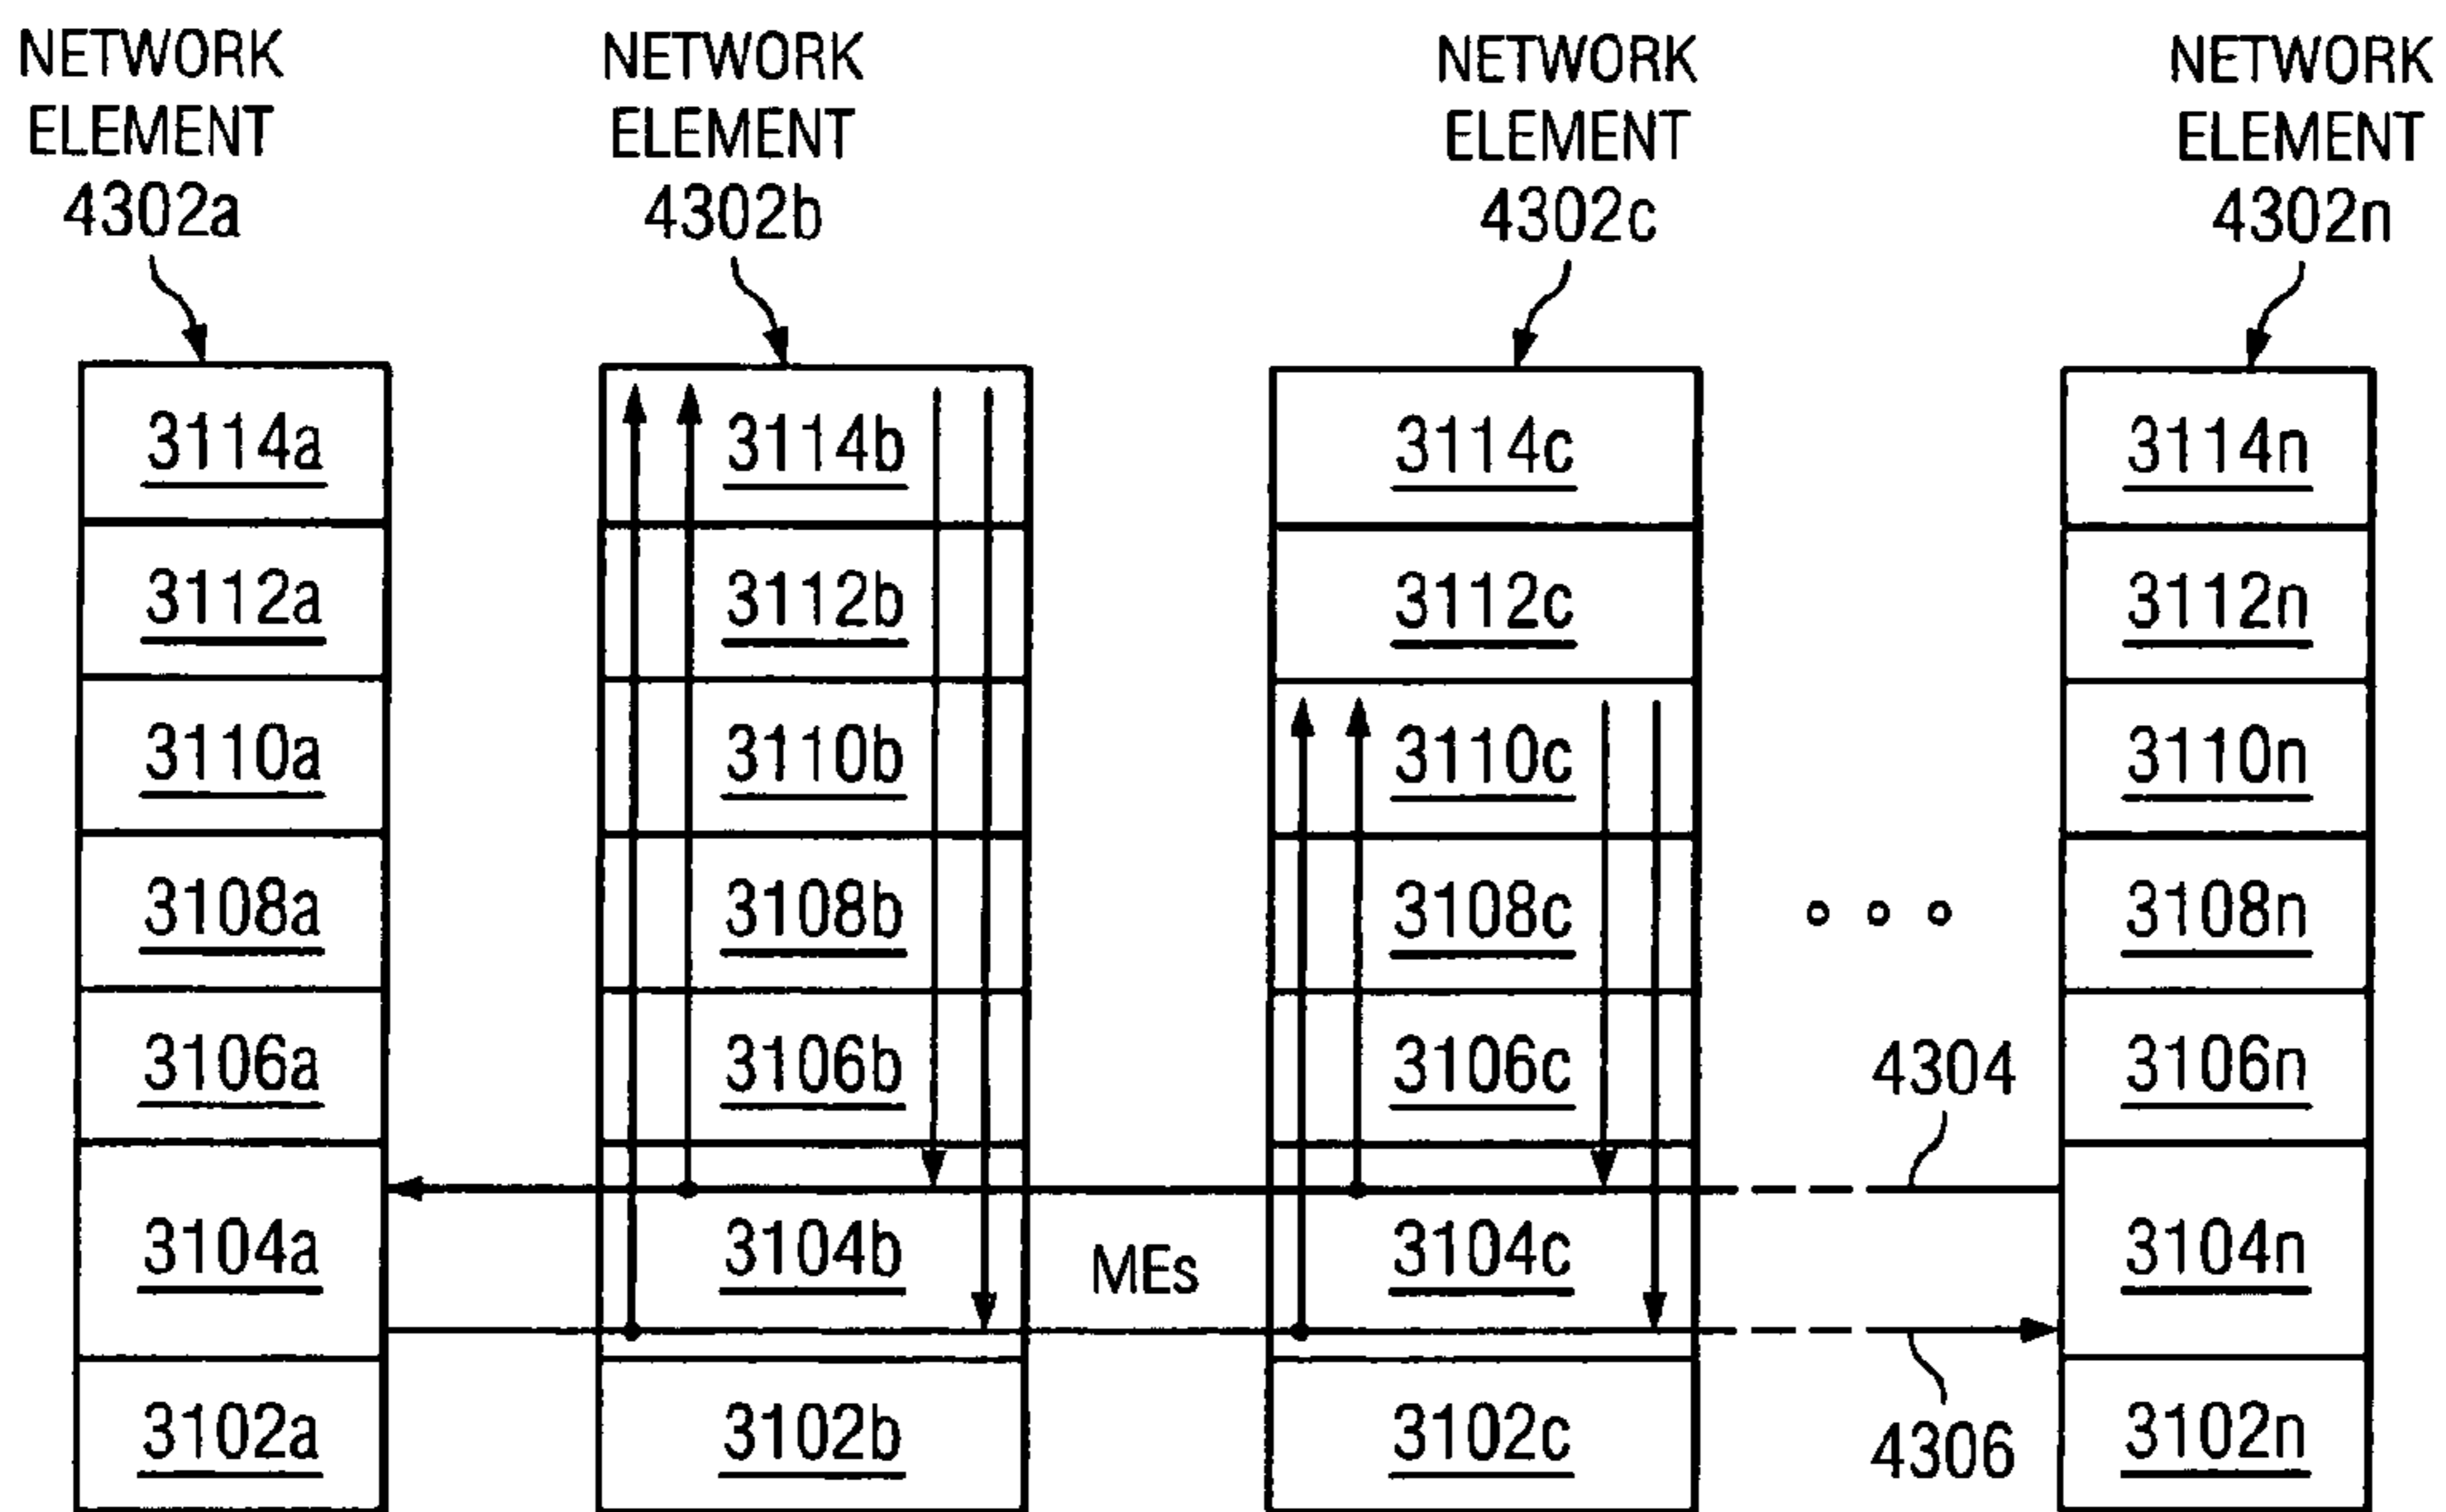 NETWORK
ELEMENT
4302a
NETWORK
ELEMENT
4302b
NETWORK
ELEMENT
4302c
NETWORK
ELEMENT
4302n
3114a
3114b
3114c
3114n
3112a
3112b
3112c
3112n
3110a
3110b
3110c
3110n
3108a
3108b
3108c
3108n
3106a
3106b
3106c
4304
3106n
3104a
3104b
MEs
3104c
3104n
3102a
3102b
3102c
4306
3102n